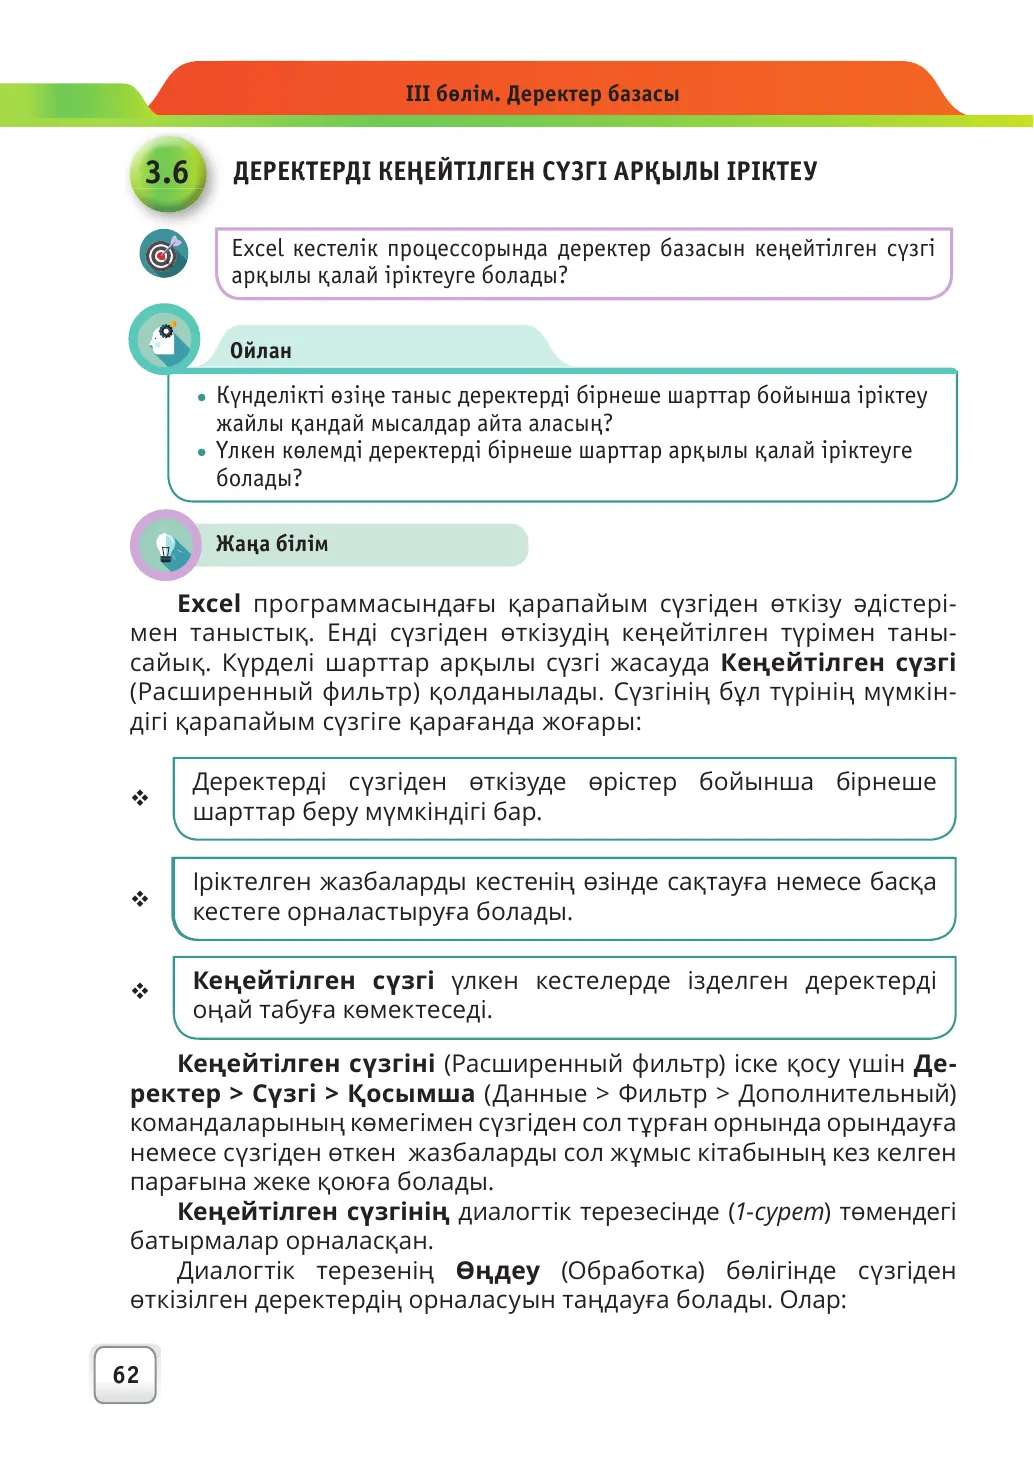 III бөлім. Деректер базасы
3.6
ДЕРЕКТЕРДІ КЕҢЕЙТІЛГЕН СҮЗГІ АРҚЫЛЫ ІРІКТЕУ
Excel кестелік процессорында деректер базасын кеңейтілген сүзгі
арқылы қалай іріктеуге болады?
Ойлан
• Күнделікті өзіңе таныс деректерді бірнеше шарттар бойынша іріктеу
жайлы қандай мысалдар айта аласың?
• Үлкен көлемді деректерді бірнеше шарттар арқылы қалай іріктеуге
болады?
Жаңа білім
Excel программасындағы қарапайым сүзгіден өткізу әдістері-
мен таныстық. Енді сүзгіден өткізудің кеңейтілген түрімен таны-
сайық. Күрделі шарттар арқылы сүзгі жасауда Кеңейтілген сүзгі
(Расширенный фильтр) қолданылады. Сүзгінің бұл түрінің мүмкін-
дігі қарапайым сүзгіге қарағанда жоғары:
❖ Деректерді сүзгіден өткізуде өрістер бойынша бірнеше
шарттар беру мүмкіндігі бар.
❖ Іріктелген жазбаларды кестенің өзінде сақтауға немесе басқа
кестеге орналастыруға болады.
❖ Кеңейтілген сүзгі үлкен кестелерде ізделген деректерді
оңай табуға көмектеседі.
Кеңейтілген сүзгіні (Расширенный фильтр) іске қосу үшін Де-
ректер > Сүзгі > Қосымша (Данные > Фильтр > Дополнительный)
командаларының көмегімен сүзгіден сол тұрған орнында орындауға
немесе сүзгіден өткен жазбаларды сол жұмыс кітабының кез келген
парағына жеке қоюға болады.
Кеңейтілген сүзгінің диалогтік терезесінде (1-сурет) төмендегі
батырмалар орналасқан.
Диалогтік терезенің Өңдеу (Обработка) бөлігінде сүзгіден
өткізілген деректердің орналасуын таңдауға болады. Олар:
62